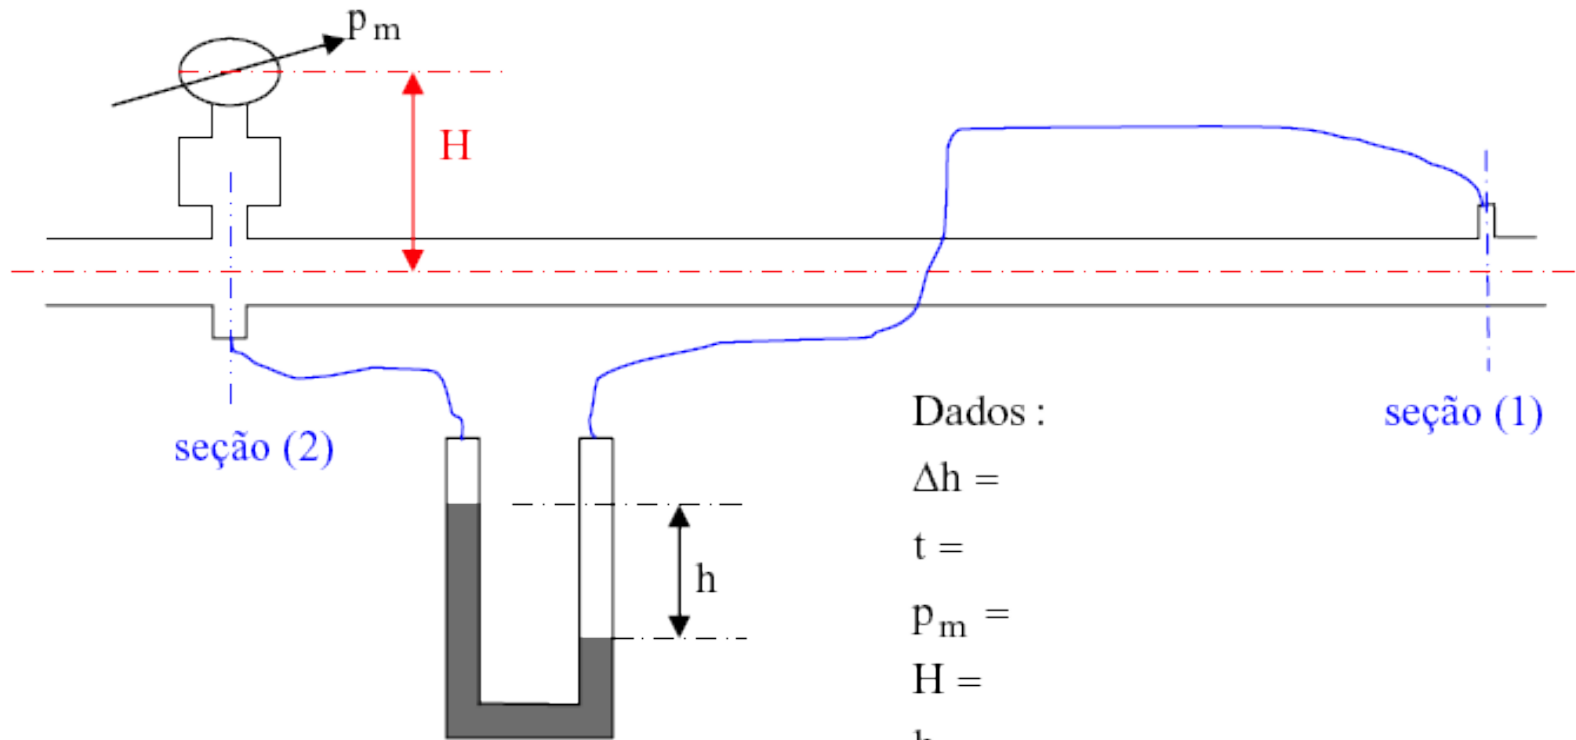 p m
H
seção (2)
h
Dados :
seção (1)
Δh =
t =
p m =
H =